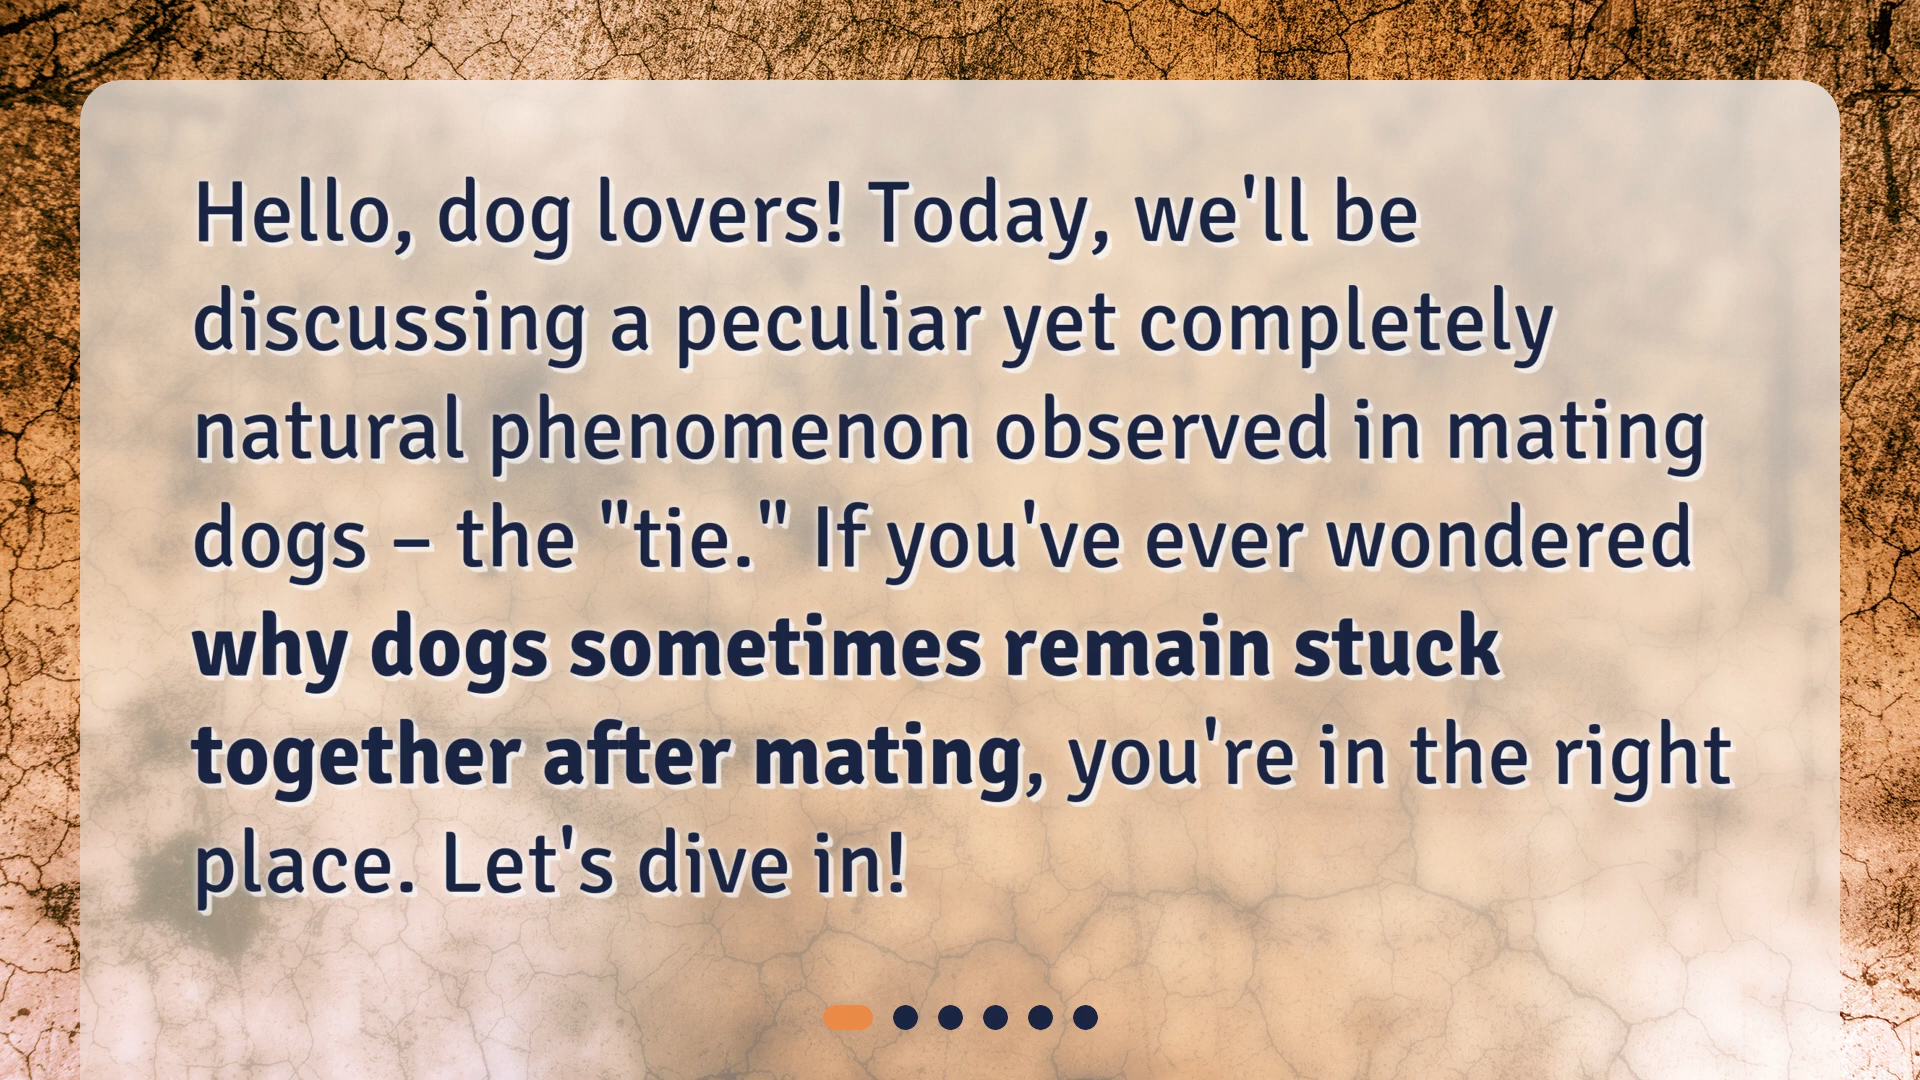 Hello, dog lovers! Today, we'll be
discussing a peculiar yet completely
natural phenomenon observed in mating
dogs – the "tie." If you've ever wondered
why dogs sometimes remain stuck
together after mating, you're in the right
place. Let's dive in!